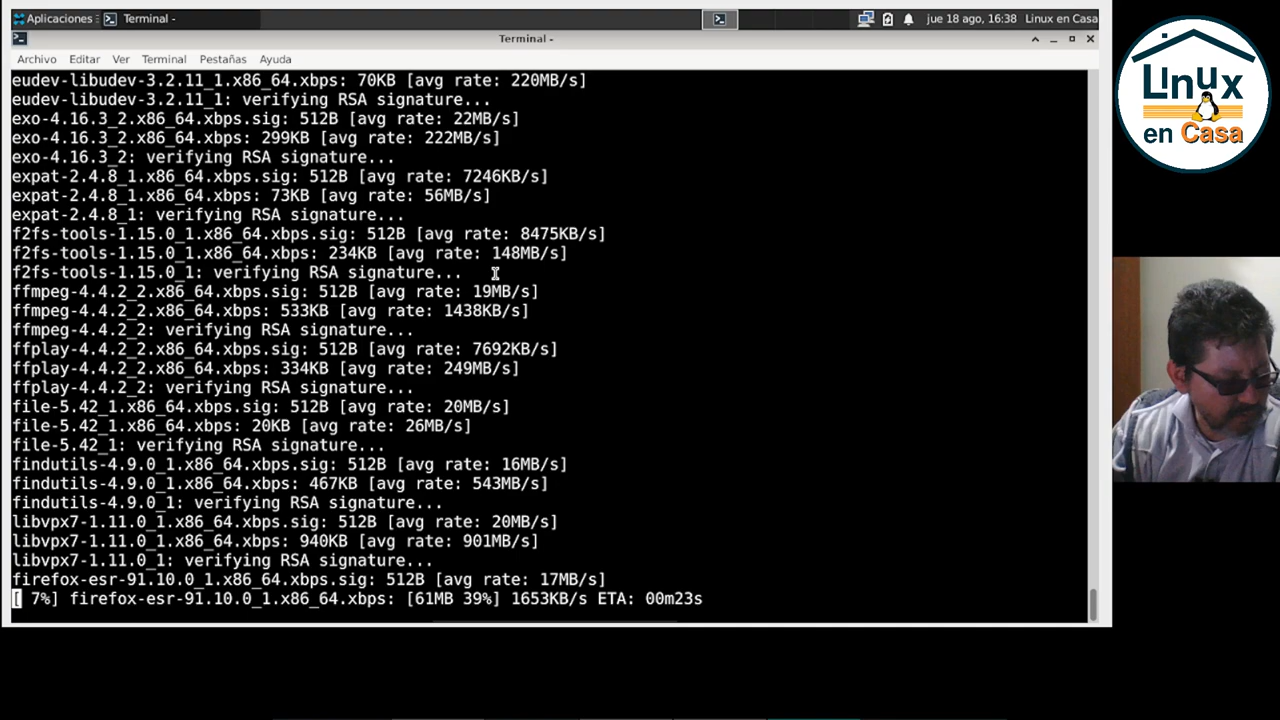 Aplicaciones
Terminal -
jue 18 ago, 16:38
Linux en Casa
Terminal -
Archivo
Editar
Ver
Terminal
Pestañas
Ayuda
eudev-libudev-3.2.11_1.x86_64.xbps: 70KB [avg rate: 220MB/s]
eudev-libudev-3.2.11_1: verifying RSA signature...
exo-4.16.3_2.x86_64.xbps.sig: 512B [avg rate: 22MB/s]
exo-4.16.3_2.x86_64.xbps: 299KB [avg rate: 222MB/s]
exo-4.16.3_2: verifying RSA signature...
expat-2.4.8_1.x86_64.xbps.sig: 512B [avg rate: 7246KB/s]
expat-2.4.8_1.x86_64.xbps: 73KB [avg rate: 56MB/s]
expat-2.4.8_1: verifying RSA signature...
f2fs-tools-1.15.0_1.x86_64.xbps.sig: 512B [avg rate: 8475KB/s]
f2fs-tools-1.15.0_1.x86_64.xbps: 234KB [avg rate: 148MB/s]
f2fs-tools-1.15.0_1: verifying RSA signature...
ffmpeg-4.4.2_2.x86_64.xbps.sig: 512B [avg rate: 19MB/s]
ffmpeg-4.4.2_2.x86_64.xbps: 533KB [avg rate: 1438KB/s]
ffmpeg-4.4.2_2: verifying RSA signature...
ffplay-4.4.2_2.x86_64.xbps.sig: 512B [avg rate: 7692KB/s]
ffplay-4.4.2_2.x86_64.xbps: 334KB [avg rate: 249MB/s]
ffplay-4.4.2_2: verifying RSA signature...
file-5.42_1.x86_64.xbps.sig: 512B [avg rate: 20MB/s]
file-5.42_1.x86_64.xbps: 20KB [avg rate: 26MB/s]
file-5.42_1: verifying RSA signature...
findutils-4.9.0_1.x86_64.xbps.sig: 512B [avg rate: 16MB/s]
findutils-4.9.0_1.x86_64.xbps: 467KB [avg rate: 543MB/s]
findutils-4.9.0_1: verifying RSA signature...
libvpx7-1.11.0_1.x86_64.xbps.sig: 512B [avg rate: 20MB/s]
libvpx7-1.11.0_1.x86_64.xbps: 940KB [avg rate: 901MB/s]
libvpx7-1.11.0_1: verifying RSA signature...
firefox-esr-91.10.0_1.x86_64.xbps.sig: 512B [avg rate: 17MB/s]
[ 7%] firefox-esr-91.10.0_1.x86_64.xbps: [61MB 39%] 1653KB/s ETA: 00m23s
Linux
en Casa